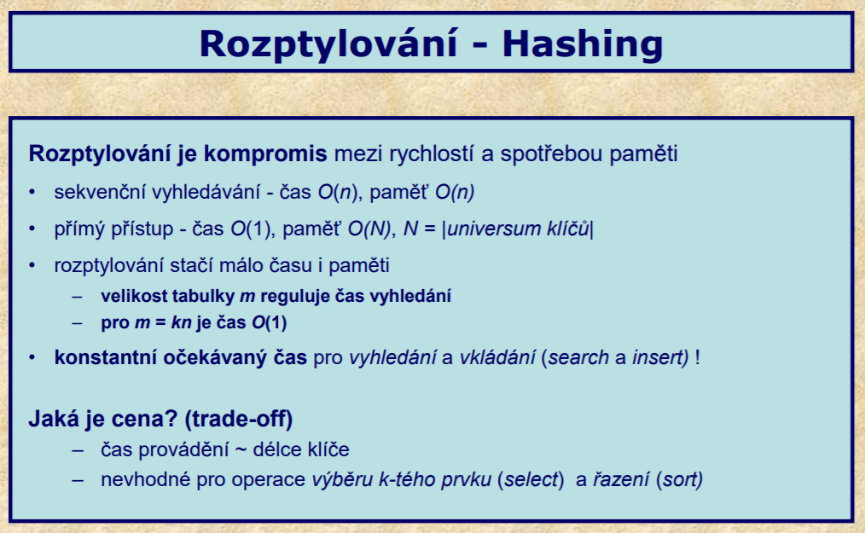 Rozptylování - Hashing
Rozptylování je kompromis mezi rychlostí a spotřebou paměti
• sekvenční vyhledávání - čas O(n), paměť O(n)
• přímý přístup - čas O(1), paměť O(N), N = |universum klíčů|
• rozptylování stačí málo času i paměti
– velikost tabulky m reguluje čas vyhledání
– pro m = kn je čas O(1)
• konstantní očekávaný čas pro vyhledání a vkládání (search a insert) !
Jaká je cena? (trade-off)
– čas provádění ~ délce klíče
– nevhodné pro operace výběru k-tého prvku (select) a řazení (sort)